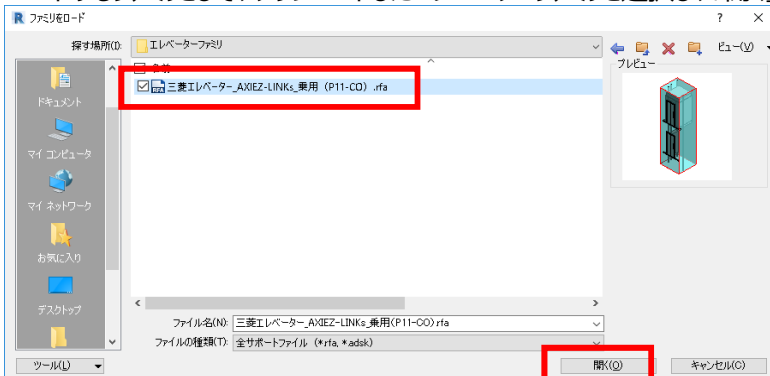 ファミリをロード
? ×
探す場所(I):
エレベーターファミリ
ビュー(V)
プレビュー
三菱エレベーター_AXIEZ-LINKs_乗用 (P11-CO) .rfa
ドキュメント
マイ コンピュータ
マイ ネットワーク
お気に入り
デスクトップ
ファイル名(N):
三菱エレベーター_AXIEZ-LINKs_乗用(P11-CO).rfa
ファイルの種類(T):
全サポートファイル (*.rfa, *.adsk)
ツール(L)
開く(O)
キャンセル(C)